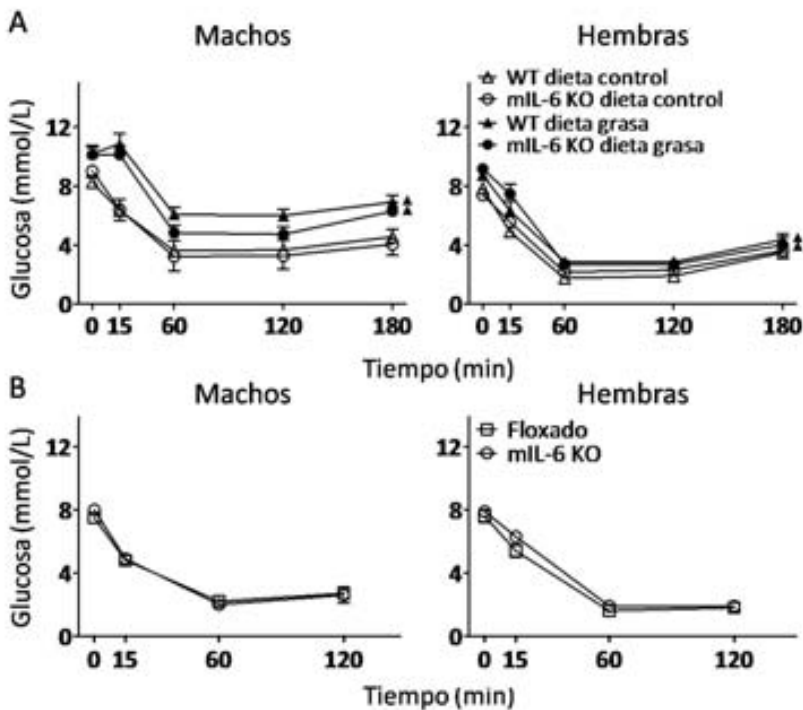 A
Machos
Hembras
WT dieta control
mIL-6 KO dieta control
WT dieta grasa
mIL-6 KO dieta grasa
Glucosa (mmol/L)
12
8
4
0
0 15 60 120 180
12
8
4
0
0 15 60 120 180
Tiempo (min)
B
Machos
Hembras
Floxado
mIL-6 KO
Glucosa (mmol/L)
12
8
4
0
0 15 60 120
12
8
4
0
0 15 60 120
Tiempo (min)